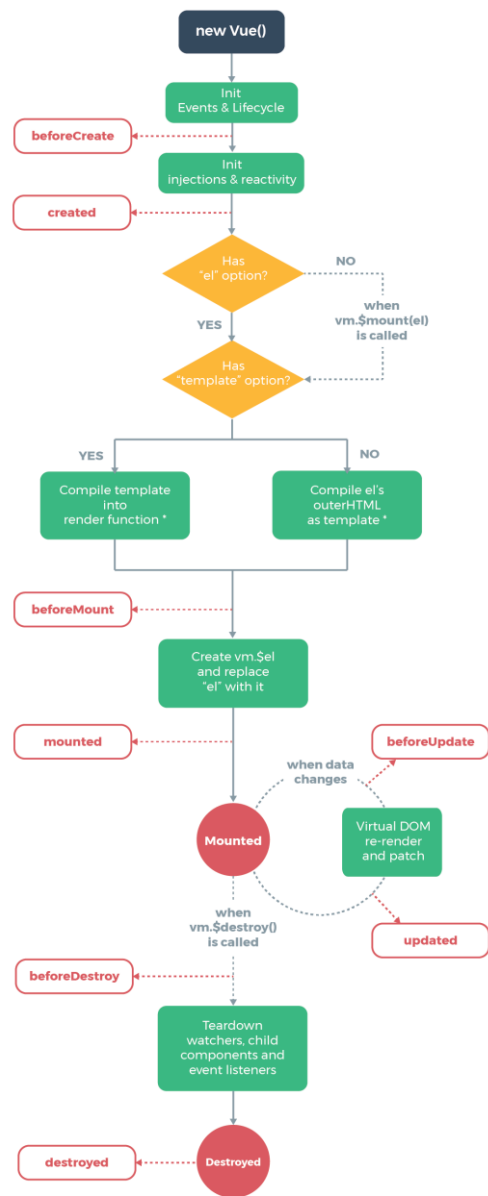 new Vue()
Init
Events & Lifecycle
beforeCreate
Init
injections & reactivity
created
Has
“el” option?
NO
when
vm.$mount(el)
is called
YES
Has
“template” option?
YES
NO
Compile template
into
render function *
Compile el’s
outerHTML
as template *
beforeMount
Create vm.$el
and replace
“el” with it
mounted
beforeUpdate
when data
changes
Mounted
Virtual DOM
re-render
and patch
when
vm.$destroy()
is called
updated
beforeDestroy
Teardown
watchers, child
components and
event listeners
destroyed
Destroyed